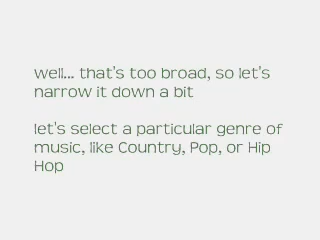 well... that's too broad, so let's
narrow it down a bit
let's select a particular genre of
music, like Country, Pop, or Hip
Hop